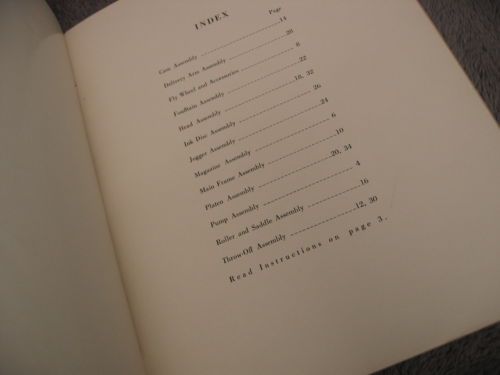 INDEX
Page
Cam Assembly ---------------------- 14
Delivery Arm Assembly ---------------- 28
Fly Wheel and Accessories -------------- 8
Fountain Assembly ------------------- 22
Head Assembly ------------------- 18, 32
Ink Disc Assembly -------------------- 26
Jogger Assembly --------------------- 24
Magazine Assembly ------------------- 6
Main Frame Assembly ---------------- 10
Platen Assembly ------------------ 20, 34
Pump Assembly --------------------- 4
Roller and Saddle Assembly ------------ 16
Throw-Off Assembly --------------- 12, 30
Read Instructions on page 3.